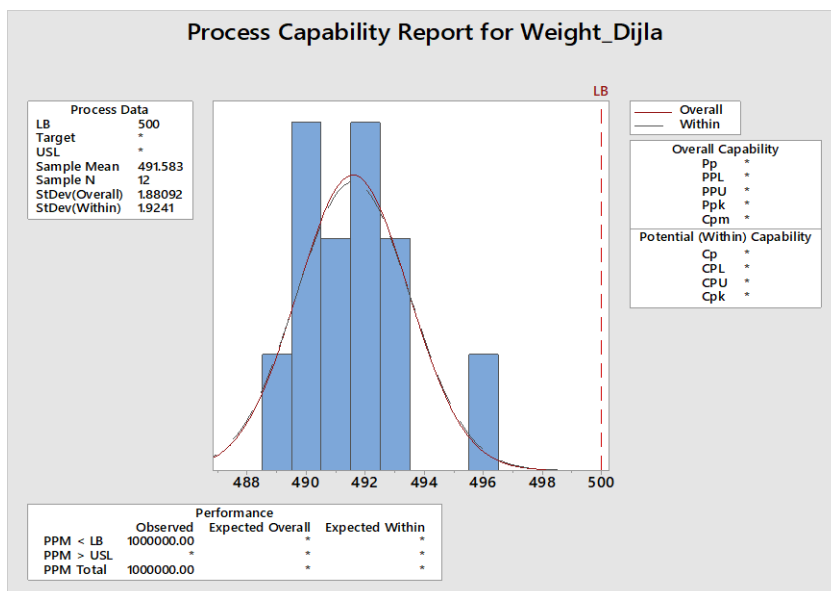 Process Capability Report for Weight_Dijla
LB
Process Data
LB 500
Target *
USL *
Sample Mean 491.583
Sample N 12
StDev(Overall) 1.88092
StDev(Within) 1.9241
Overall
Within
Overall Capability
Pp *
PPL *
PPU *
Ppk *
Cpm *
Potential (Within) Capability
Cp *
CPL *
CPU *
Cpk *
488 490 492 494 496 498 500
Performance
Observed Expected Overall Expected Within
PPM < LB 1000000.00 * *
PPM > USL * * *
PPM Total 1000000.00 * *